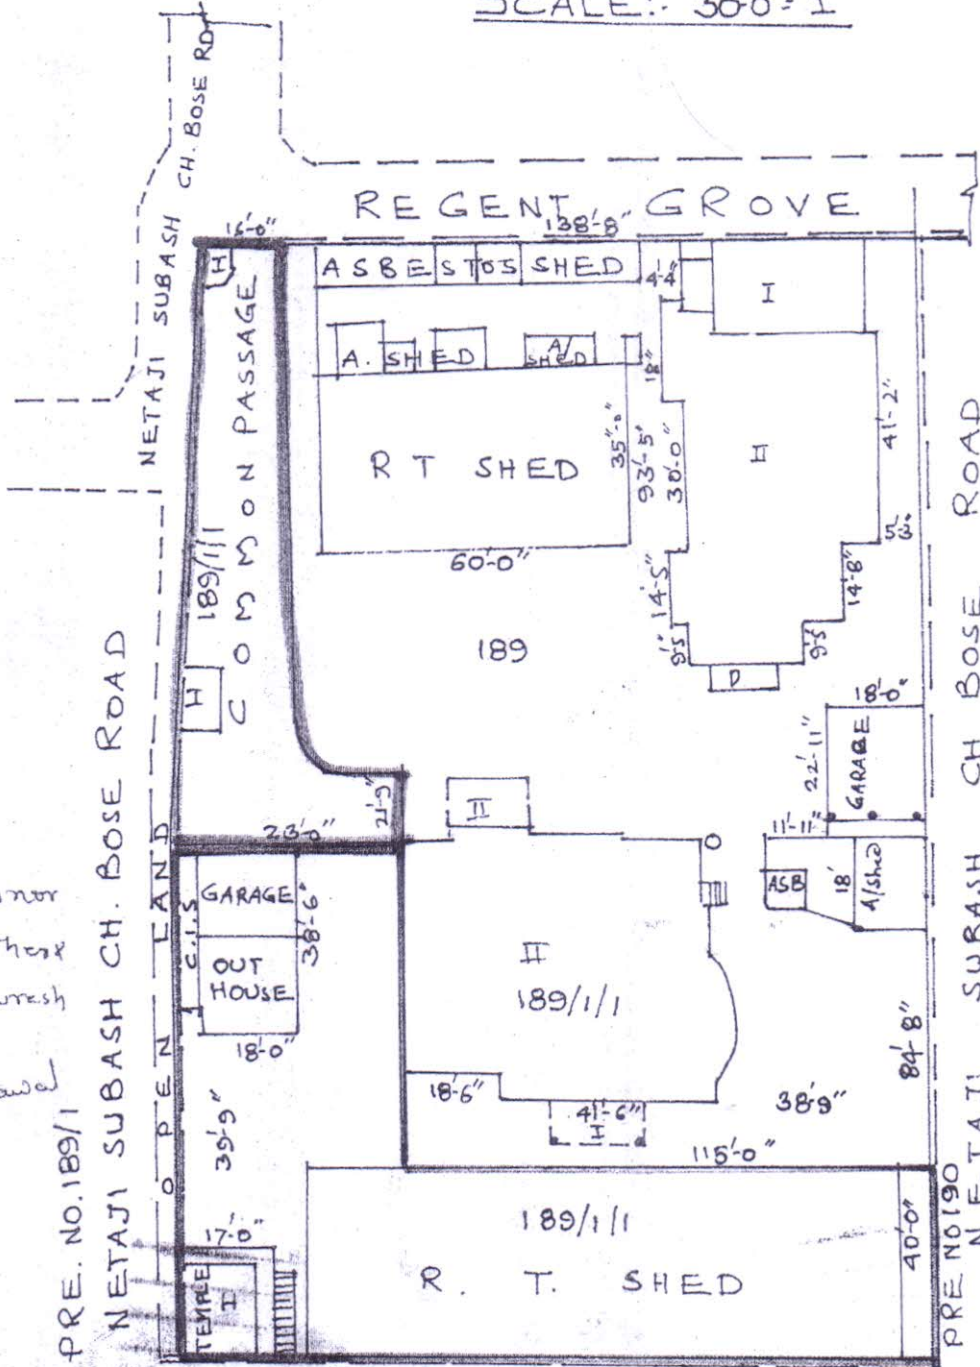 SCALE:- 30'-0"= 1"
NETAJI SUBASH CH. BOSE RD
REGENT GROVE
16'-0"
138'-8"
H
ASBESTOS SHED
4'-4"
I
A. SHED
A/SHED
18'
COMMON PASSAGE
189/1/1
R T SHED
35'-0"
93'-5"
30'-0"
II
41'-2"
5'-3"
60'-0"
14'-5"
14'-8"
189
9'-5"
9'-5"
P
H
18'-0"
22'-11"
GARAGE
21'-9"
II
11'-11"
23'-0"
ASB
18'
A/Shed
C.I.S
GARAGE
38'-6"
OUT
HOUSE
18'-0"
II
189/1/1
84'-8"
18'-6"
41'-6"
I
38'-9"
39'-9"
115'-0"
OPEN LAND
17'-0"
TEMPLE
I
189/1/1
R. T. SHED
40'-0"
PRE. NO. 189/1
NETAJI SUBASH CH. BOSE ROAD
PRE NO 190
NETAJI SUBASH CH BOSE ROAD